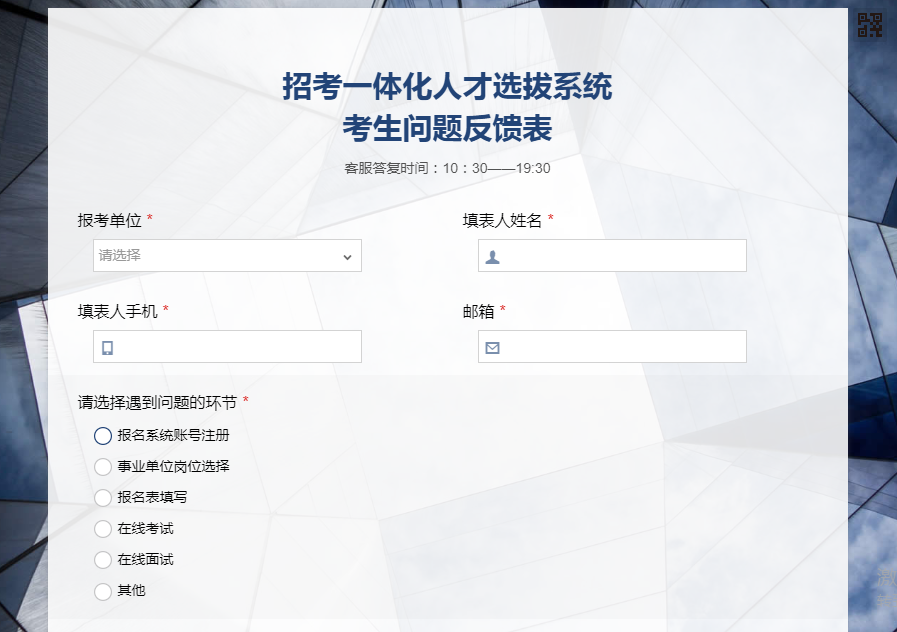 招考一体化人才选拔系统
考生问题反馈表
客服答复时间：10：30——19:30
报考单位 *
填表人姓名 *
请选择
填表人手机 *
邮箱 *
请选择遇到问题的环节 *
报名系统账号注册
事业单位岗位选择
报名表填写
在线考试
在线面试
其他